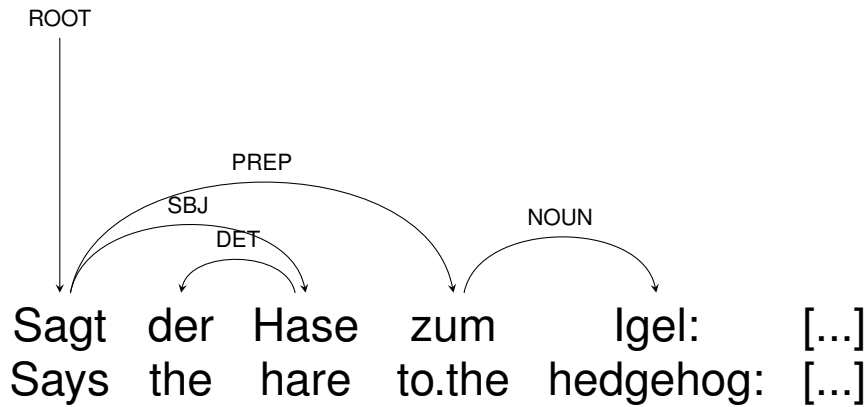 ROOT
PREP
SBJ
NOUN
DET
Sagt der Hase zum Igel: [...]
Says the hare to.the hedgehog: [...]